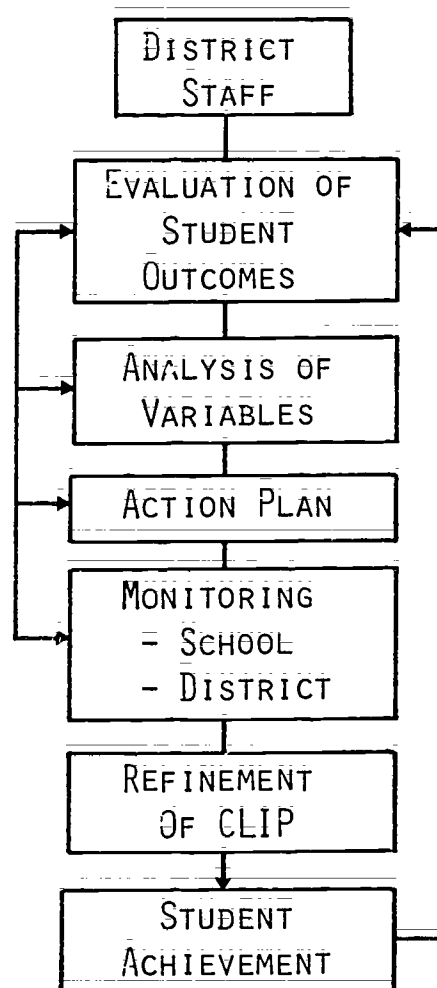 DISTRICT
STAFF
EVALUATION OF
STUDENT
OUTCOMES
ANALYSIS OF
VARIABLES
ACTION PLAN
MONITORING
- SCHOOL
- DISTRICT
REFINEMENT
OF CLIP
STUDENT
ACHIEVEMENT